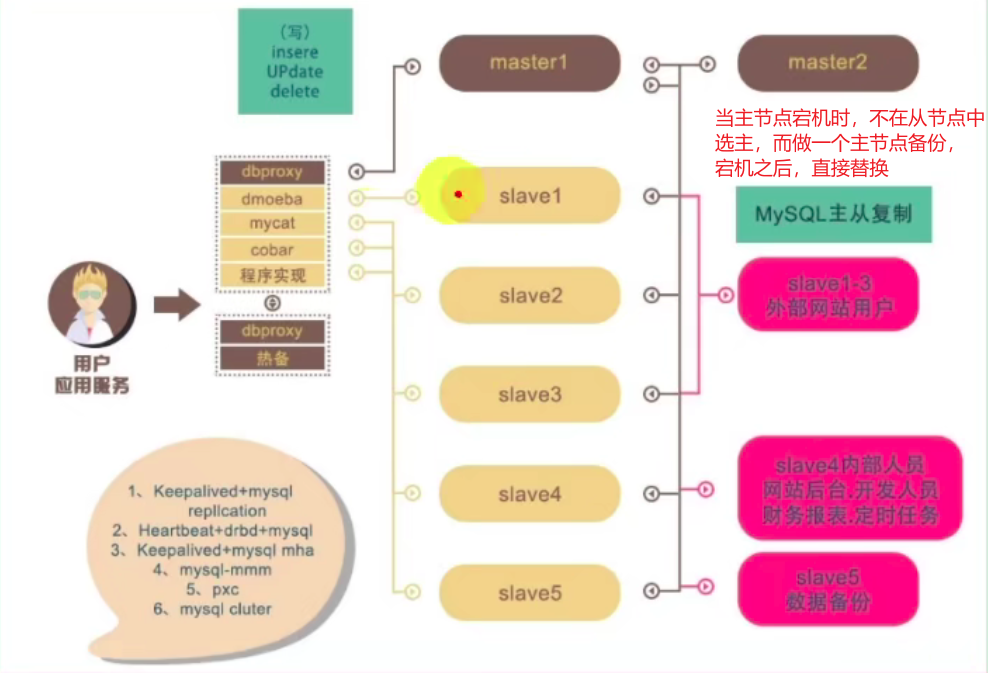 (写)
insere
UPdate
delete
master1
master2
当主节点宕机时，不在从节点中
选主，而做一个主节点备份，
宕机之后，直接替换
dbproxy
dmoeba
mycat
cobar
程序实现
dbproxy
热备
用户
应用服务
slave1
slave2
slave3
slave4
slave5
MySQL主从复制
slave1-3
外部网站用户
slave4内部人员
网站后台.开发人员
财务报表.定时任务
slave5
数据备份
1、Keepalived+mysql
repllcation
2、Heartbeat+drbd+mysql
3、Keepalived+mysql mha
4、mysql-mmm
5、pxc
6、mysql cluter